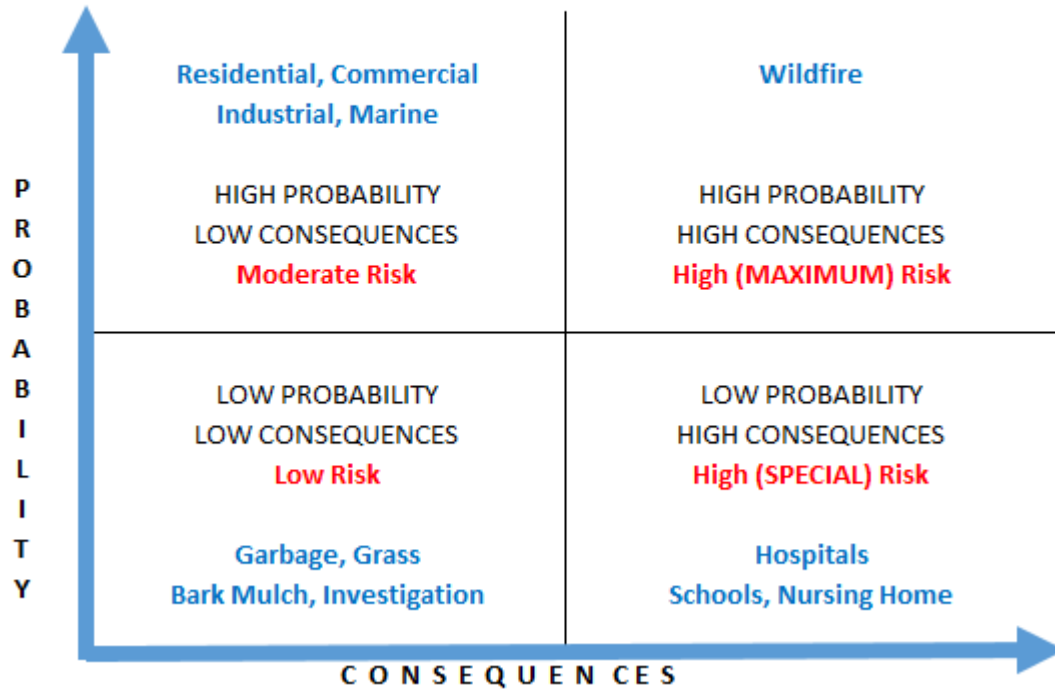 Residential, Commercial
Industrial, Marine
HIGH PROBABILITY
LOW CONSEQUENCES
Moderate Risk
Wildfire
HIGH PROBABILITY
HIGH CONSEQUENCES
High (MAXIMUM) Risk
PROBABILITY
LOW PROBABILITY
LOW CONSEQUENCES
Low Risk
Garbage, Grass
Bark Mulch, Investigation
LOW PROBABILITY
HIGH CONSEQUENCES
High (SPECIAL) Risk
Hospitals
Schools, Nursing Home
CONSEQUENCES